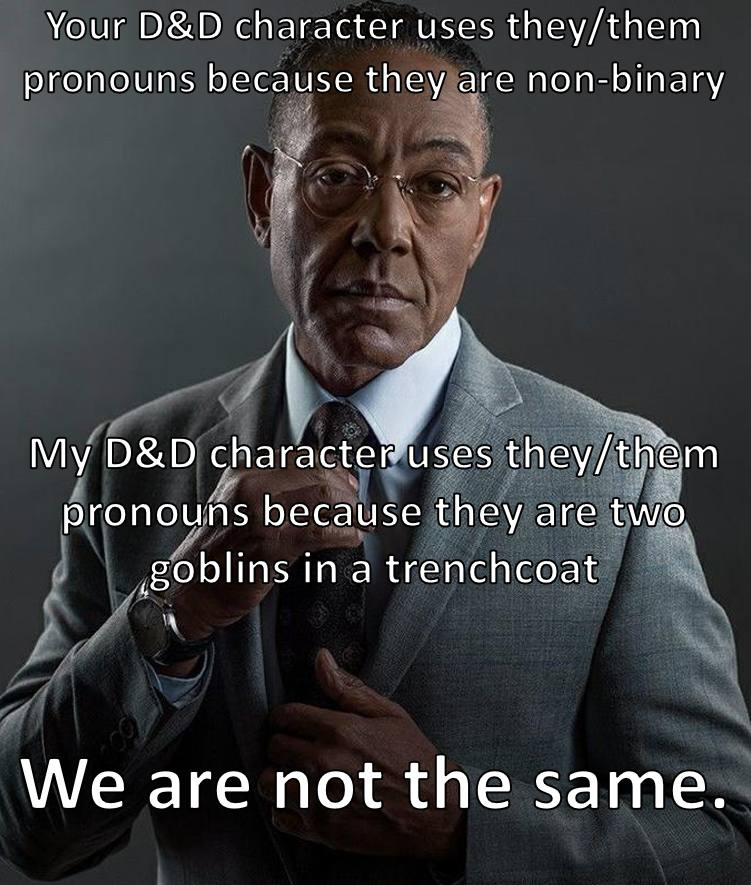 Your D&D character uses they/them
pronouns because they are non-binary
My D&D character uses they/them
pronouns because they are two
goblins in a trenchcoat
We are not the same.